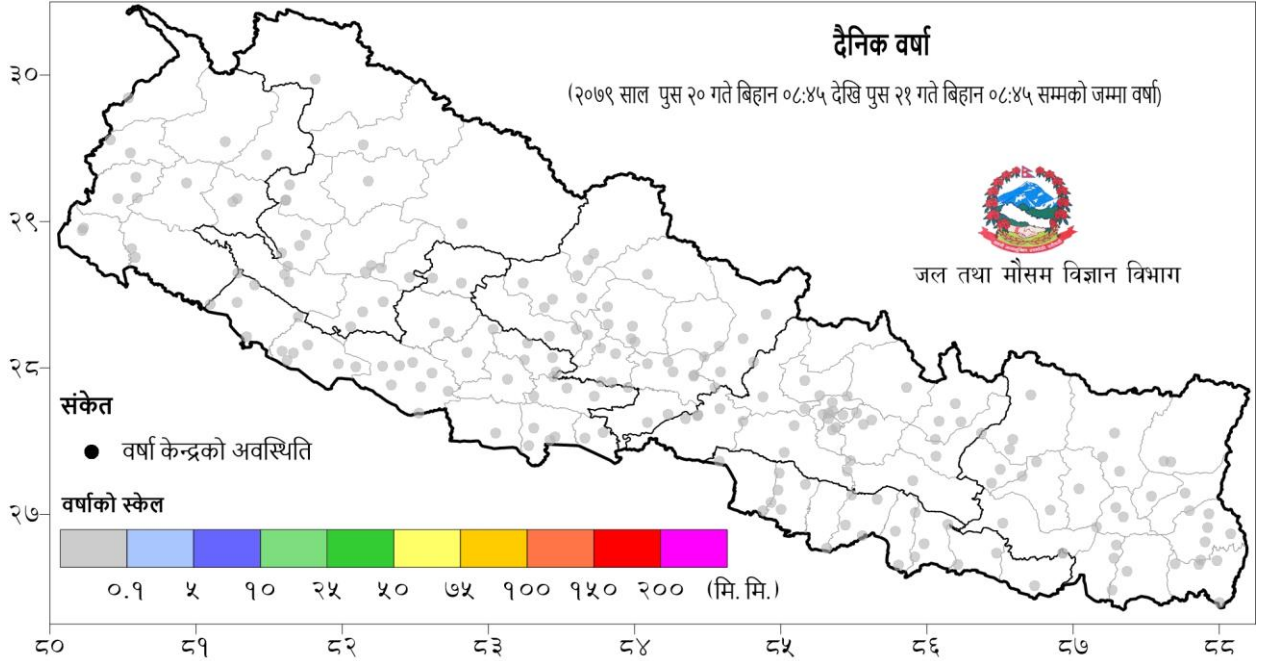 दैनिक वर्षा
(२०७९ साल पुस २० गते बिहान ०८:४५ देखि पुस २१ गते बिहान ०८:४५ सम्मको जम्मा वर्षा)
जल तथा मौसम विज्ञान विभाग
३०
२९
२८
२७
संकेत
वर्षा केन्द्रको अवस्थिति
वर्षाको स्केल
०.१ ५ १० २५ ५० ७५ १०० १५० २०० (मि.मि.)
८० ८१ ८२ ८३ ८४ ८५ ८६ ८७ ८८